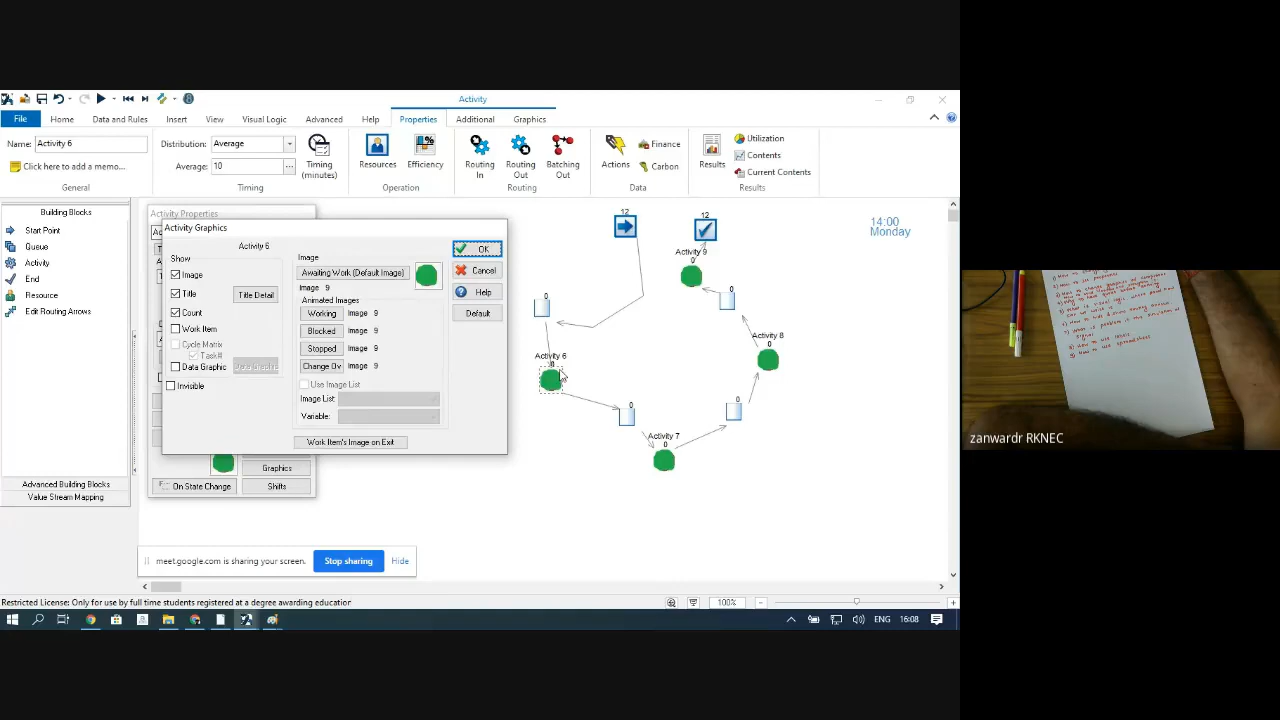 Activity
File Home Data and Rules Insert View Visual Logic Advanced Help Properties Additional Graphics
Name: Activity 6
Click here to add a memo...
General
Distribution: Average
Average: 10
Timing (minutes)
Timing
Resources Efficiency
Operation
Routing In Routing Out Batching Out
Routing
Actions Finance Carbon
Data
Results Utilization Contents Current Contents
Results
Building Blocks
Start Point
Queue
Activity
End
Resource
Edit Routing Arrows
Advanced Building Blocks
Value Stream Mapping
Activity Properties
Graphics
On State Change Shifts
Activity Graphics
Activity 6
Show
Image
Title Title Detail
Count
Work Item
Cycle Matrix
Task#
Data Graphic Data Graphic
Invisible
Image
Awaiting Work (Default Image)
Image 9
Animated Images
Working Image 9
Blocked Image 9
Stopped Image 9
Change Ov Image 9
Use Image List
Image List:
Variable:
Work Item's Image on Exit
OK
Cancel
Help
Default
12
12
14:00
Monday
Activity 9
0
0
0
Activity 8
0
Activity 6
0
0
Activity 7
0
meet.google.com is sharing your screen. Stop sharing Hide
Restricted License: Only for use by full time students registered at a degree awarding educatior
100%
ENG 16:08
zanwardr RKNEC